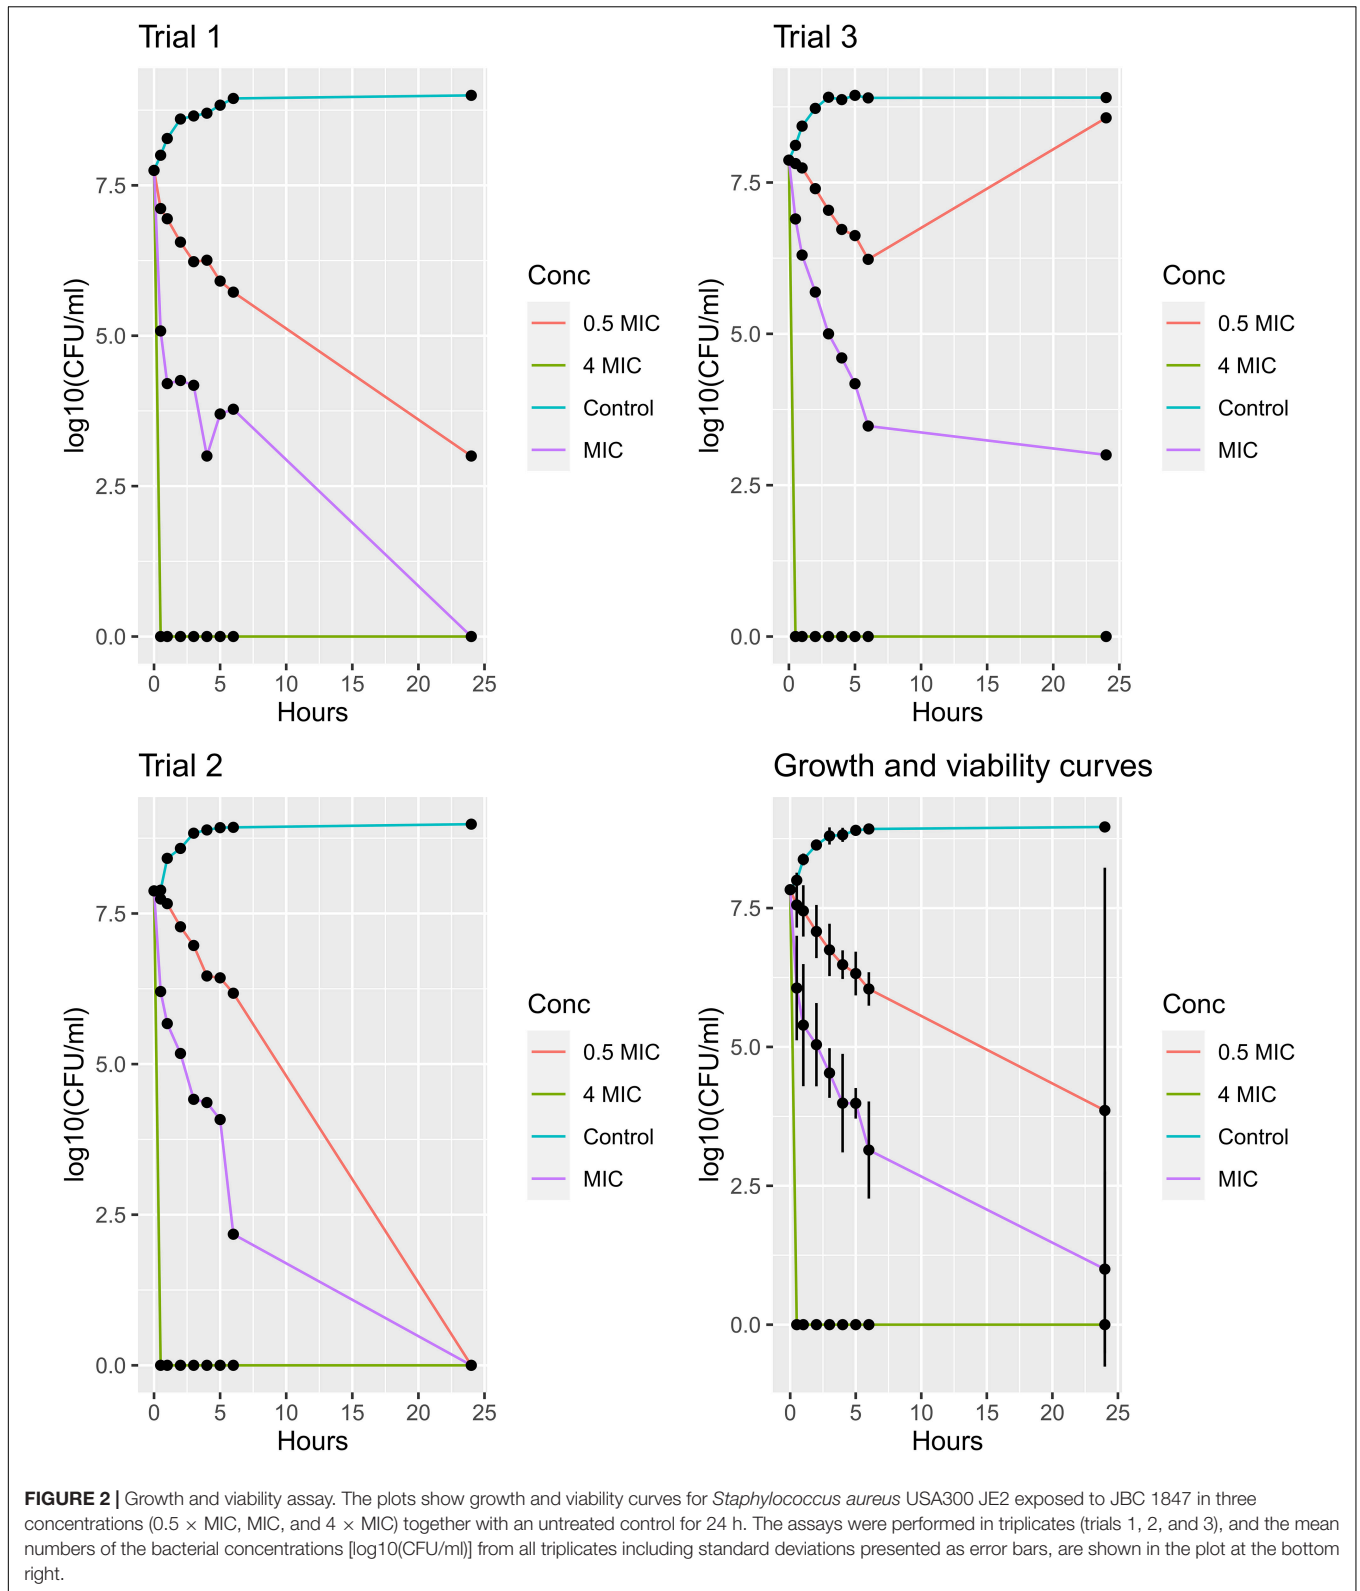 Trial 1
log10(CFU/ml)
7.5
5.0
2.5
0.0
0 5 10 15 20 25
Hours
Conc
0.5 MIC
4 MIC
Control
MIC
Trial 3
log10(CFU/ml)
7.5
5.0
2.5
0.0
0 5 10 15 20 25
Hours
Conc
0.5 MIC
4 MIC
Control
MIC
Trial 2
log10(CFU/ml)
7.5
5.0
2.5
0.0
0 5 10 15 20 25
Hours
Conc
0.5 MIC
4 MIC
Control
MIC
Growth and viability curves
log10(CFU/ml)
7.5
5.0
2.5
0.0
0 5 10 15 20 25
Hours
Conc
0.5 MIC
4 MIC
Control
MIC
FIGURE 2 | Growth and viability assay. The plots show growth and viability curves for Staphylococcus aureus USA300 JE2 exposed to JBC 1847 in three
concentrations (0.5 × MIC, MIC, and 4 × MIC) together with an untreated control for 24 h. The assays were performed in triplicates (trials 1, 2, and 3), and the mean
numbers of the bacterial concentrations [log10(CFU/ml)] from all triplicates including standard deviations presented as error bars, are shown in the plot at the bottom
right.